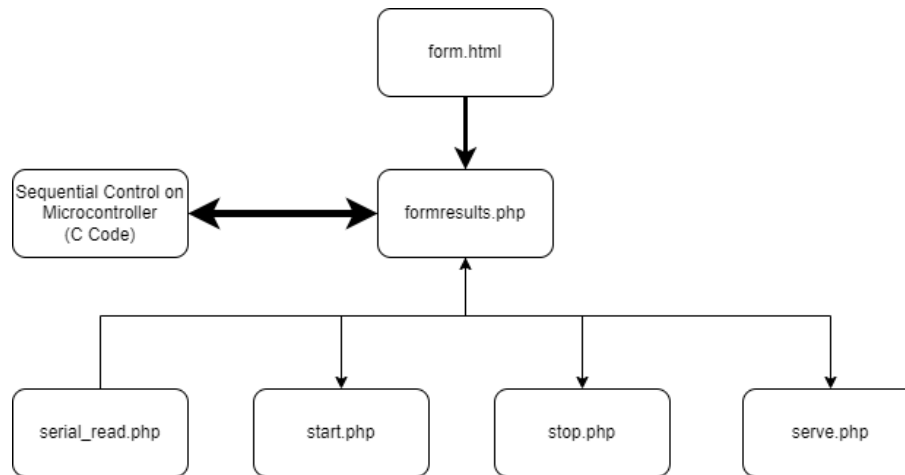 form.html
Sequential Control on
Microcontroller
(C Code)
formresults.php
serial_read.php
start.php
stop.php
serve.php